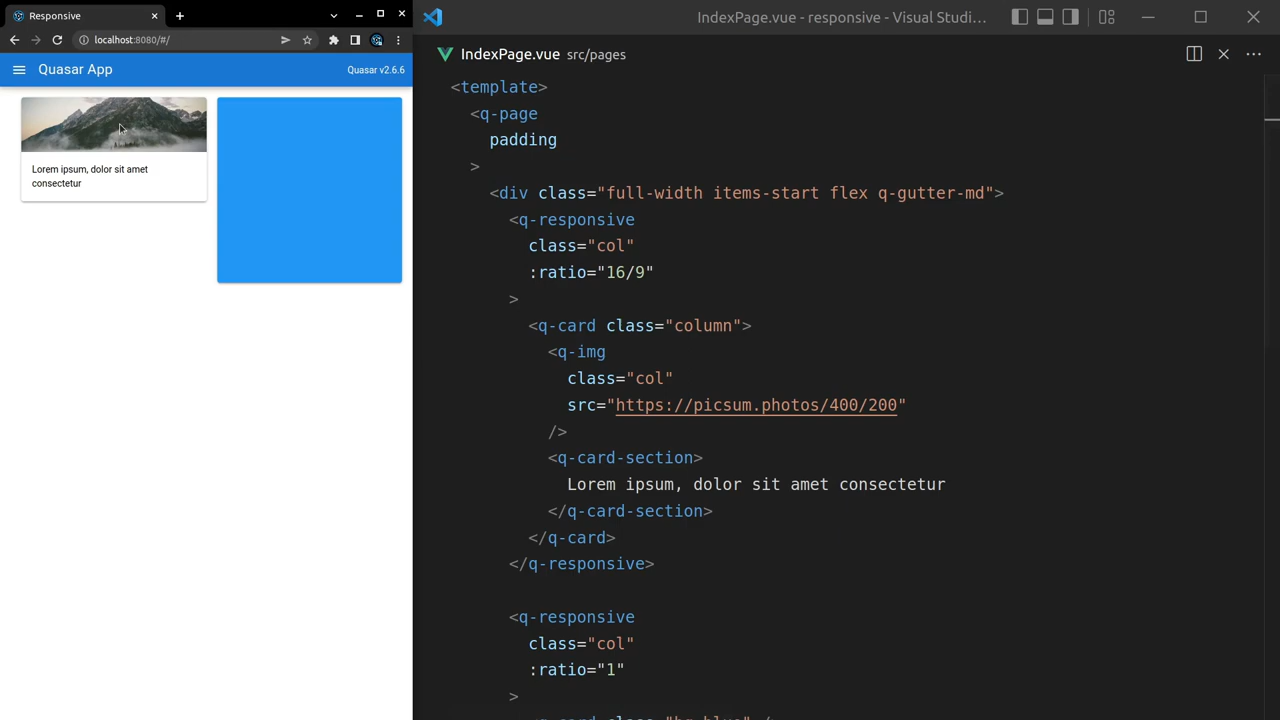 Responsive
localhost:8080/#/
Quasar App
Quasar v2.6.6
Lorem ipsum, dolor sit amet
consectetur
IndexPage.vue - responsive - Visual Studi...
IndexPage.vue src/pages
<template>
<q-page
padding
>
<div class="full-width items-start flex q-gutter-md">
<q-responsive
class="col"
:ratio="16/9"
>
<q-card class="column">
<q-img
class="col"
src="https://picsum.photos/400/200"
/>
<q-card-section>
Lorem ipsum, dolor sit amet consectetur
</q-card-section>
</q-card>
</q-responsive>
<q-responsive
class="col"
:ratio="1"
>